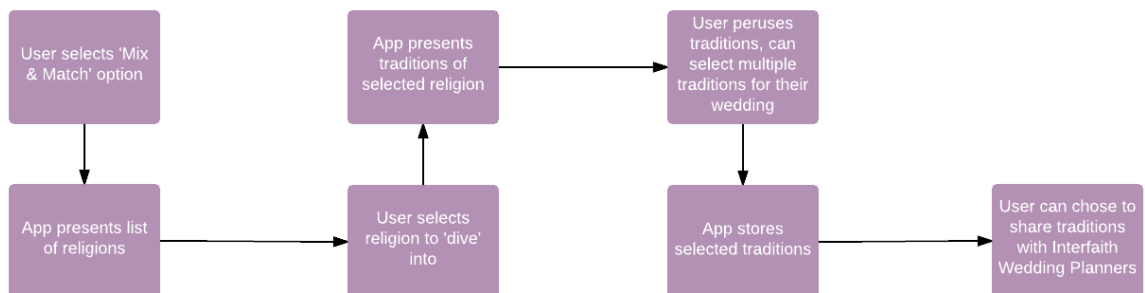 User selects 'Mix
& Match' option
App presents list
of religions
User selects
religion to 'dive'
into
App presents
traditions of
selected religion
User peruses
traditions, can
select multiple
traditions for their
wedding
App stores
selected traditions
User can chose to
share traditions
with Interfaith
Wedding Planners